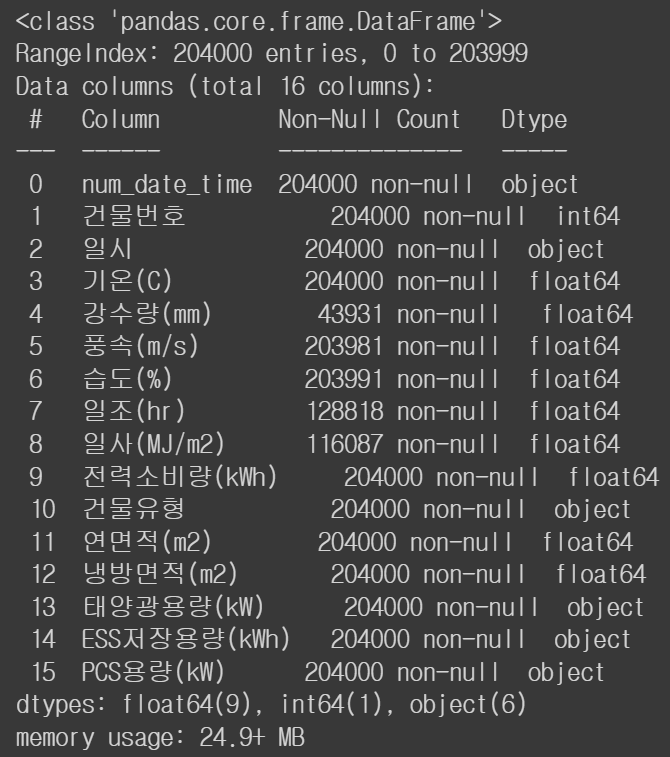 <class 'pandas.core.frame.DataFrame'>
RangeIndex: 204000 entries, 0 to 203999
Data columns (total 16 columns):
 #   Column         Non-Null Count   Dtype
---  ------         --------------   -----
 0   num_date_time  204000 non-null  object
 1   건물번호           204000 non-null  int64
 2   일시             204000 non-null  object
 3   기온(C)          204000 non-null  float64
 4   강수량(mm)        43931 non-null   float64
 5   풍속(m/s)        203981 non-null  float64
 6   습도(%)          203991 non-null  float64
 7   일조(hr)         128818 non-null  float64
 8   일사(MJ/m2)      116087 non-null  float64
 9   전력소비량(kWh)     204000 non-null  float64
 10  건물유형           204000 non-null  object
 11  연면적(m2)        204000 non-null  float64
 12  냉방면적(m2)       204000 non-null  float64
 13  태양광용량(kW)      204000 non-null  object
 14  ESS저장용량(kWh)   204000 non-null  object
 15  PCS용량(kW)      204000 non-null  object
dtypes: float64(9), int64(1), object(6)
memory usage: 24.9+ MB